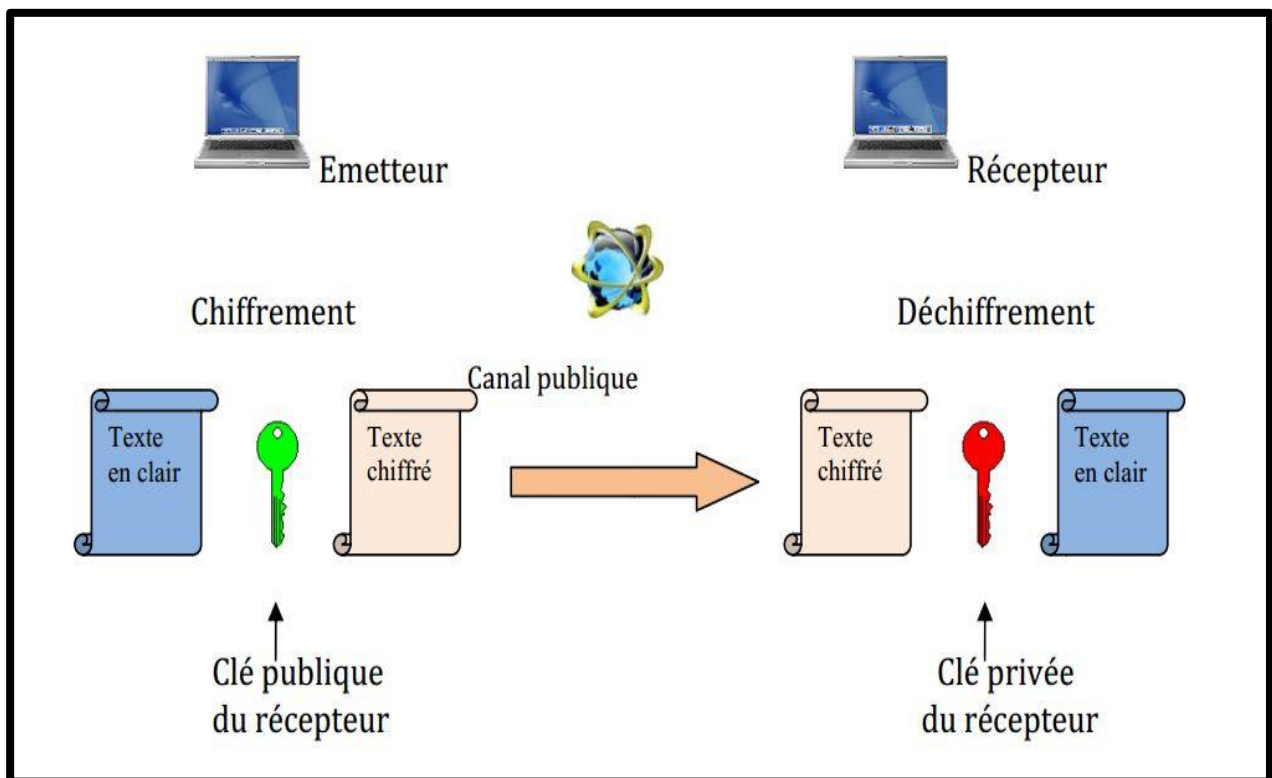 Emetteur
Récepteur
Chiffrement
Déchiffrement
Canal publique
Texte
en clair
Texte
chiffré
Texte
chiffré
Texte
en clair
Clé publique
du récepteur
Clé privée
du récepteur